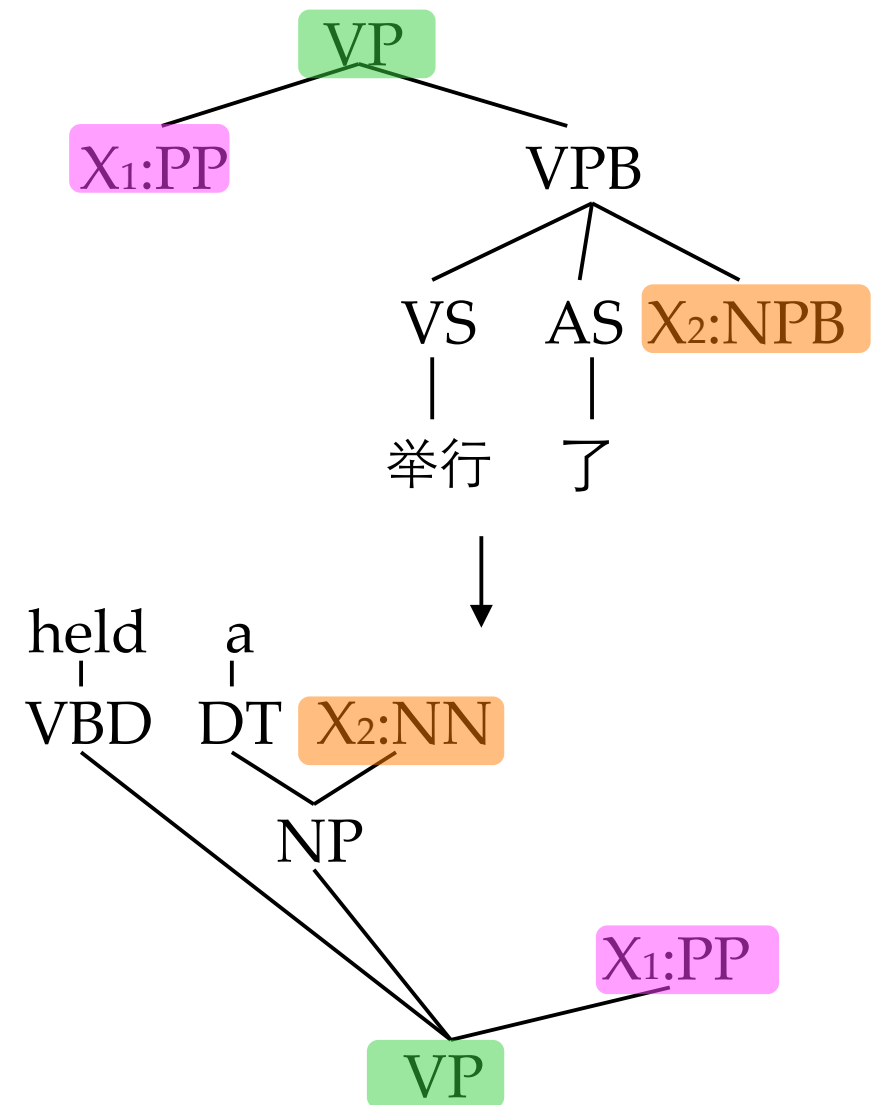 VP
X₁:PP VPB
VS AS X₂:NPB
举行 了
held a
VBD DT X₂:NN
NP
X₁:PP
VP